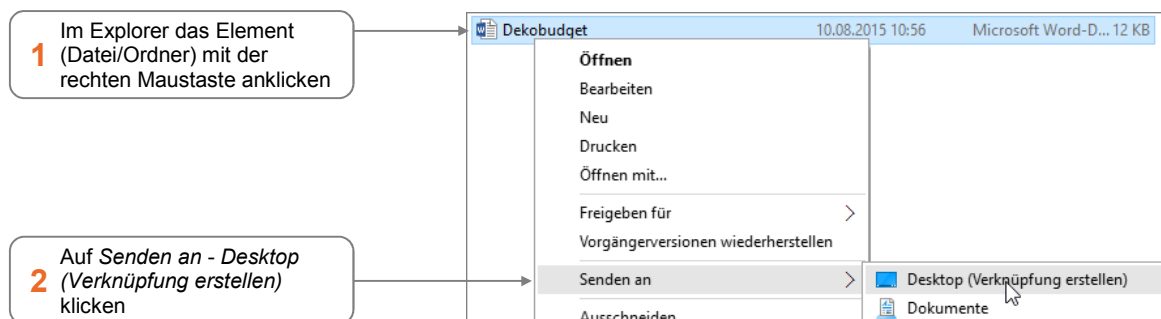 1
Im Explorer das Element
(Datei/Ordner) mit der
rechten Maustaste anklicken
Dekobudget 10.08.2015 10:56 Microsoft Word-D... 12 KB
Öffnen
Bearbeiten
Neu
Drucken
Öffnen mit...
Freigeben für
Vorgängerversionen wiederherstellen
2
Auf Senden an - Desktop
(Verknüpfung erstellen)
klicken
Senden an
Desktop (Verknüpfung erstellen)
Dokumente
Ausschneiden